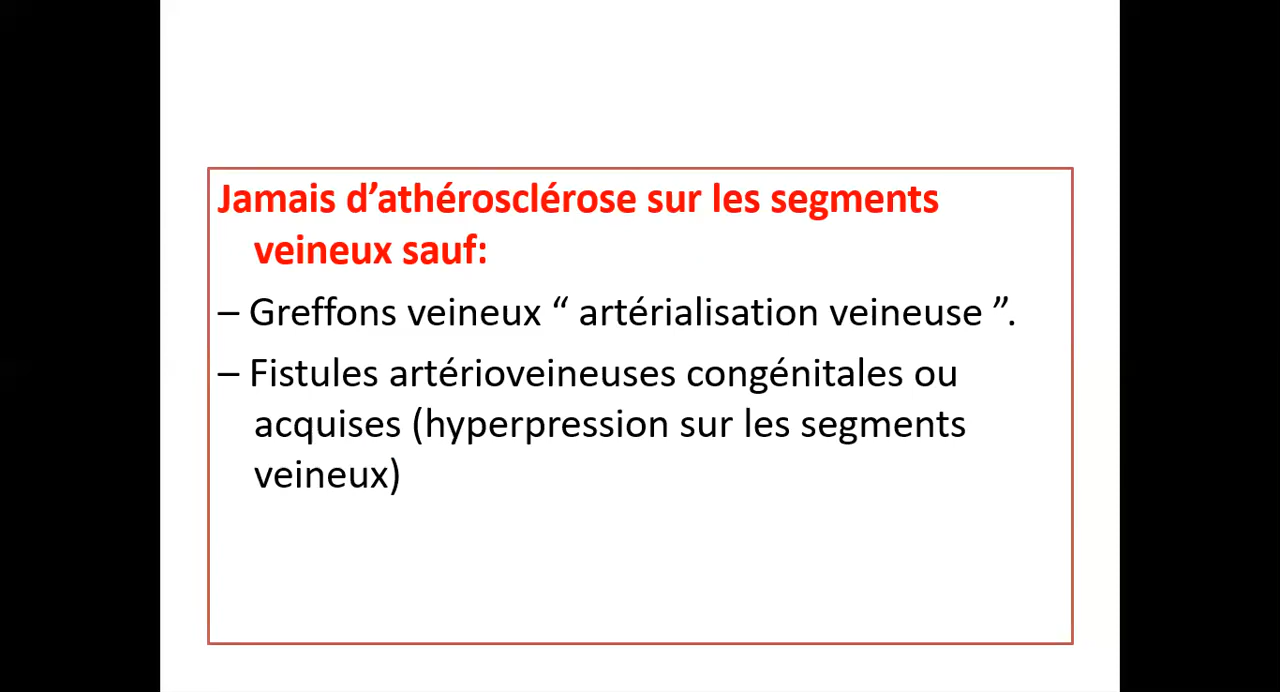 Jamais d’athérosclérose sur les segments
veineux sauf:
– Greffons veineux “ artérialisation veineuse ”.
– Fistules artérioveineuses congénitales ou
acquises (hyperpression sur les segments
veineux)